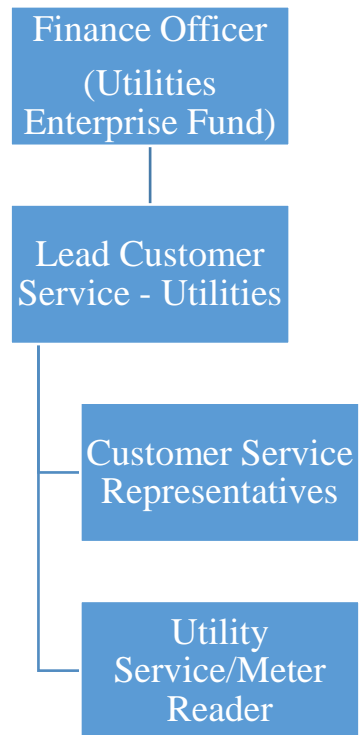 Finance Officer
(Utilities
Enterprise Fund)
Lead Customer
Service - Utilities
Customer Service
Representatives
Utility
Service/Meter
Reader